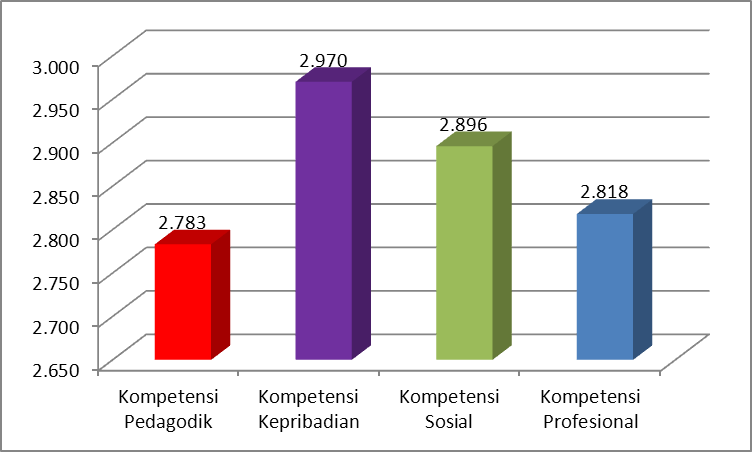 3.000
2.950
2.900
2.850
2.800
2.750
2.700
2.650
2.783
2.970
2.896
2.818
Kompetensi
Pedagodik
Kompetensi
Kepribadian
Kompetensi
Sosial
Kompetensi
Profesional